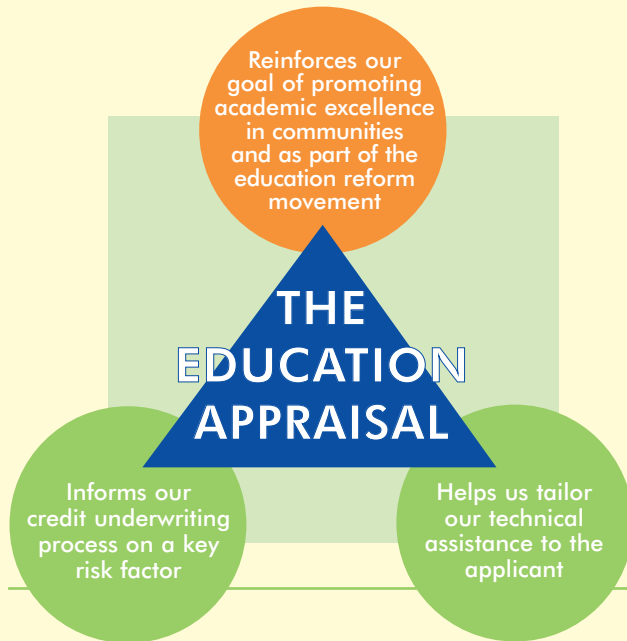 Reinforces our
goal of promoting
academic excellence
in communities
and as part of the
education reform
movement
THE
EDUCATION
APPRAISAL
Informs our
credit underwriting
process on a key
risk factor
Helps us tailor
our technical
assistance to the
applicant